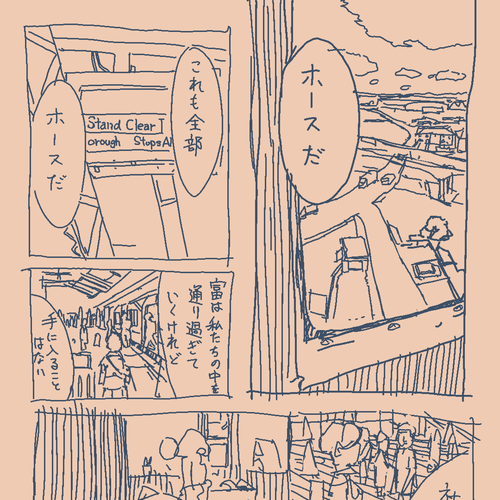 ホースだ
これも全部
Stand Clear
orough Stops
ホースだ
富は私たちの中を
通り過ぎて
いくけれど
手に入ること
はない